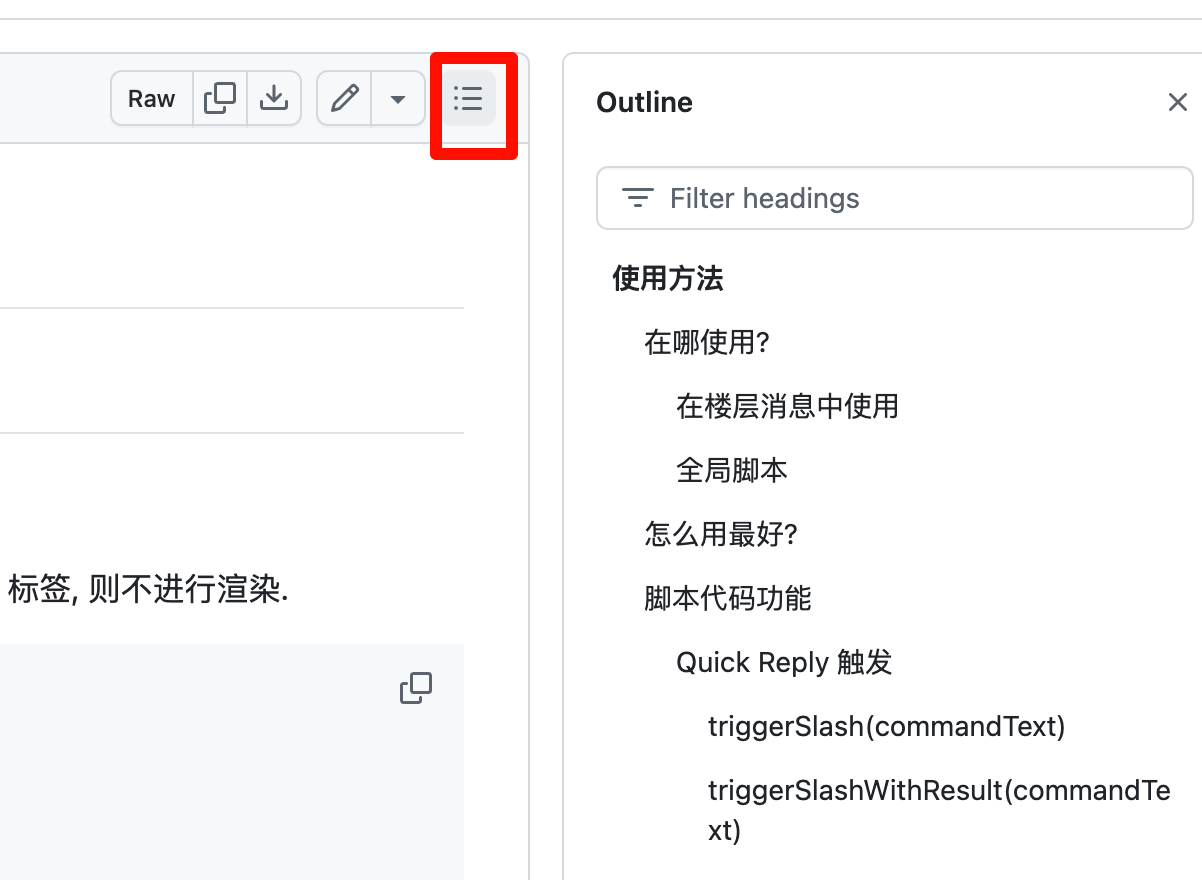 Raw
Outline
Filter headings
使用方法
在哪使用?
在楼层消息中使用
全局脚本
怎么用最好?
脚本代码功能
标签, 则不进行渲染.
Quick Reply 触发
triggerSlash(commandText)
triggerSlashWithResult(commandTe
xt)